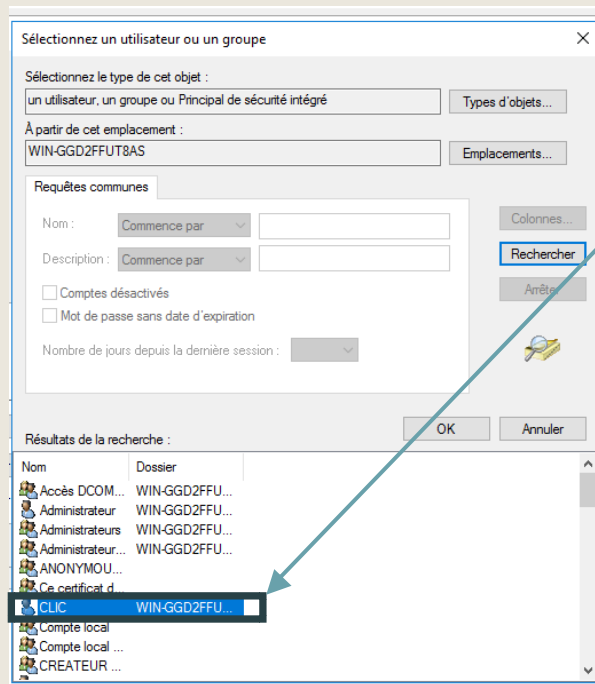 Sélectionnez un utilisateur ou un groupe
Sélectionnez le type de cet objet :
un utilisateur, un groupe ou Principal de sécurité intégré
Types d'objets...
À partir de cet emplacement :
WIN-GGD2FFUT8AS
Emplacements...
Requêtes communes
Nom :
Commence par
Colonnes...
Description :
Commence par
Rechercher
Comptes désactivés
Arrêter
Mot de passe sans date d'expiration
Nombre de jours depuis la dernière session :
OK
Annuler
Résultats de la recherche :
Nom Dossier
Accès DCOM... WIN-GGD2FFU...
Administrateur WIN-GGD2FFU...
Administrateurs WIN-GGD2FFU...
Administrateur... WIN-GGD2FFU...
ANONYMOU...
Ce certificat d...
CLIC WIN-GGD2FFU...
Compte local
Compte local ...
CREATEUR ...